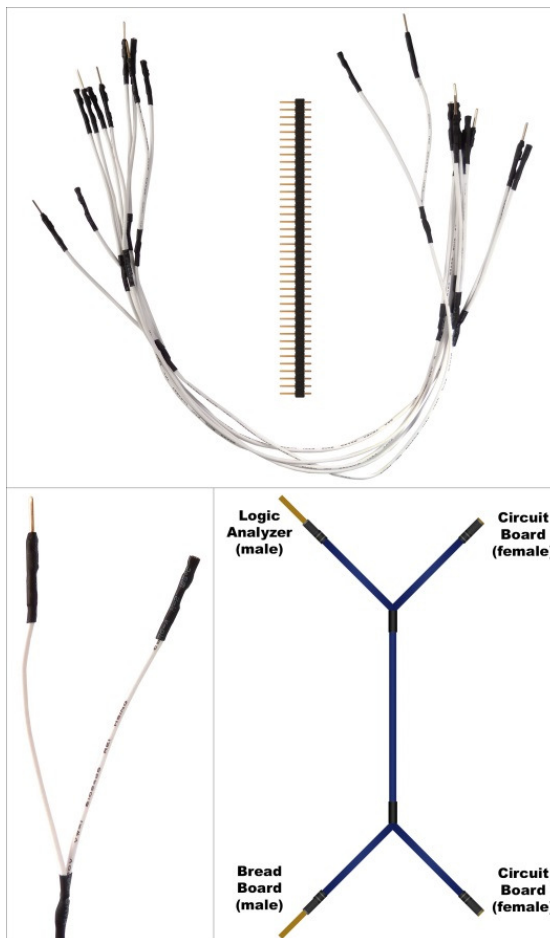 Logic
Analyzer
(male)
Circuit
Board
(female)
Bread
Board
(male)
Circuit
Board
(female)